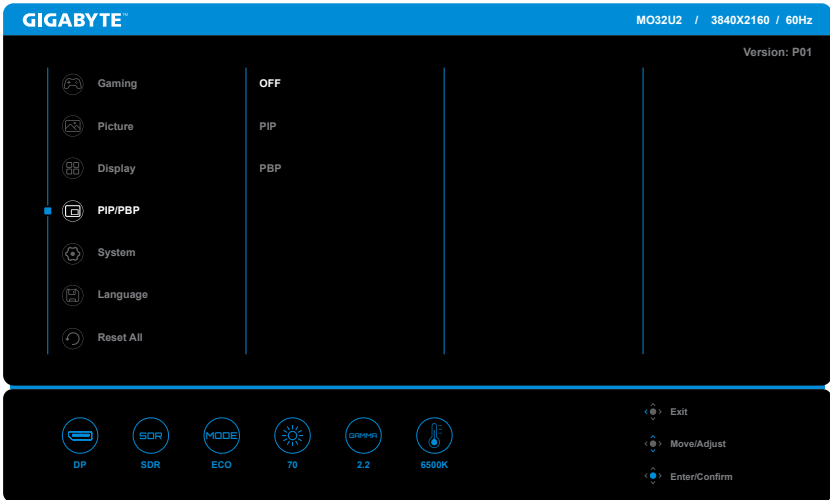 GIGABYTE™
MO32U2 / 3840X2160 / 60Hz
Version: P01
Gaming
OFF
Picture
PIP
Display
PBP
PIP/PBP
System
Language
Reset All
SDR
MODE
GAMMA
DP
SDR
ECO
70
2.2
6500K
Exit
Move/Adjust
Enter/Confirm